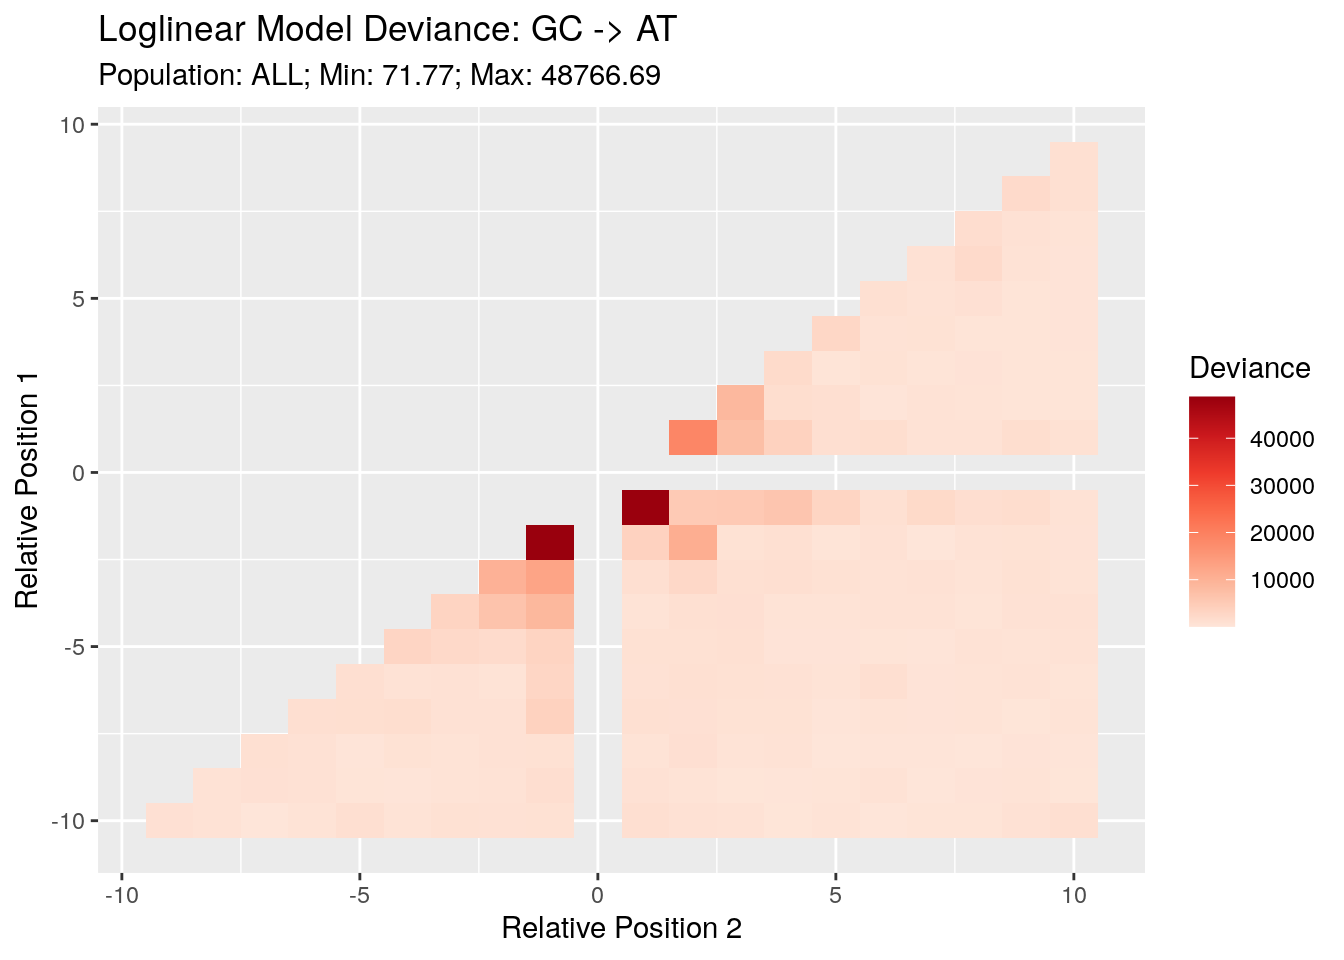 Loglinear Model Deviance: GC -> AT
Population: ALL; Min: 71.77; Max: 48766.69
10
5
0
-5
-10
Relative Position 1
-10
-5
0
5
10
Relative Position 2
Deviance
40000
30000
20000
10000